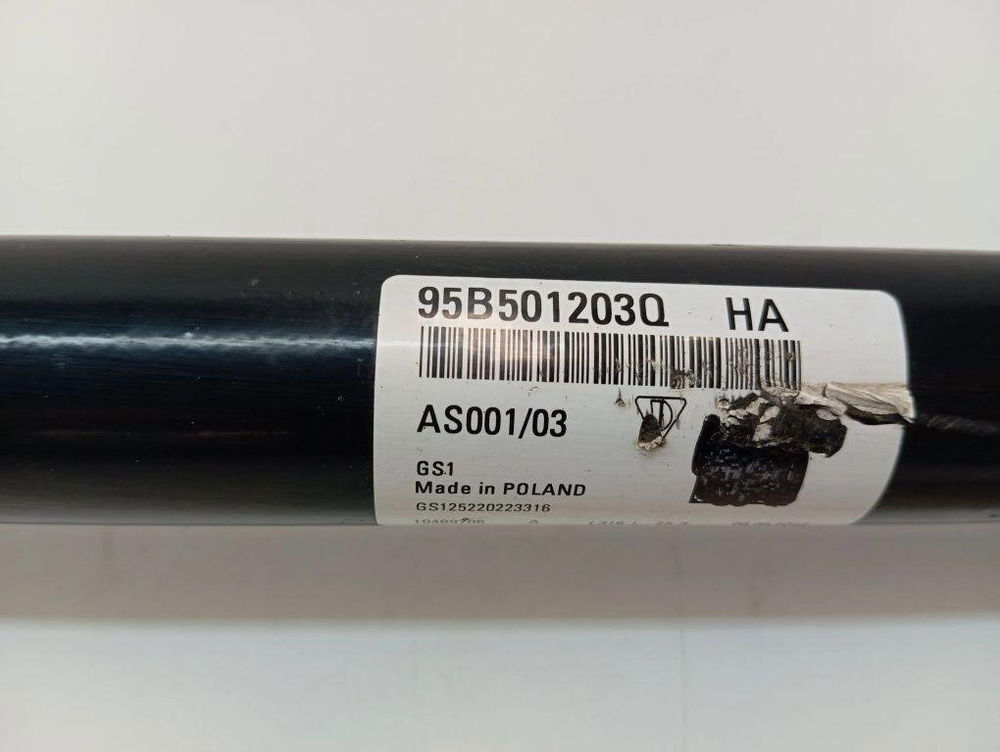 95B501203Q HA
AS001/03
GS1
Made in POLAND
GS125220223316